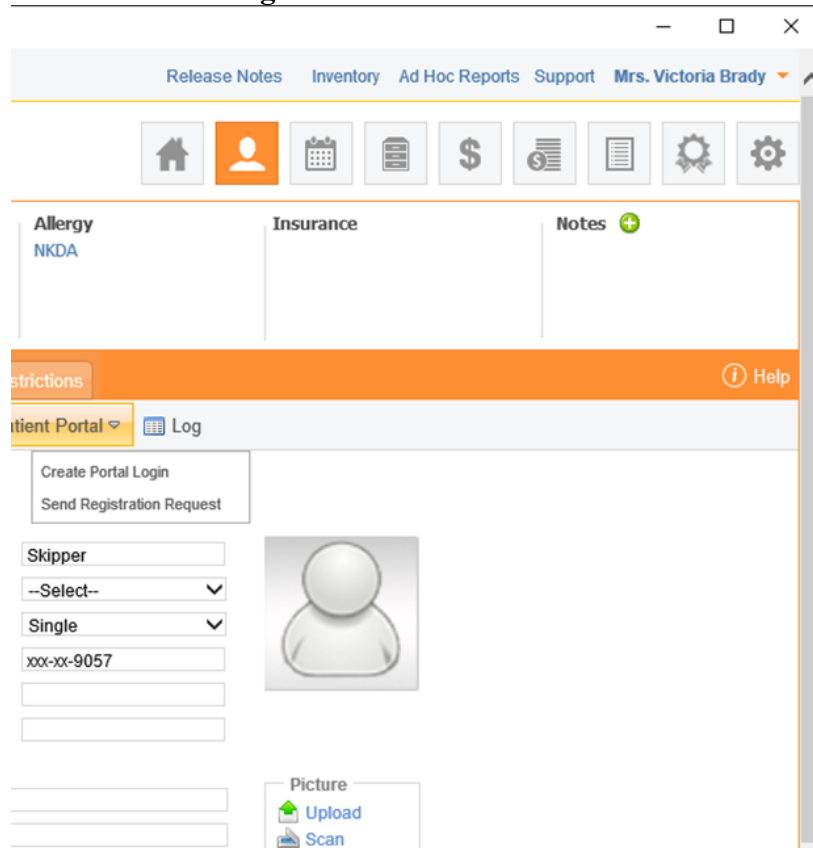 g
Release Notes Inventory Ad Hoc Reports Support Mrs. Victoria Brady
Allergy Insurance Notes
NKDA
strictions Help
tient Portal Log
Create Portal Login
Send Registration Request
Skipper
--Select--
Single
xxx-xx-9057
Picture
Upload
Scan